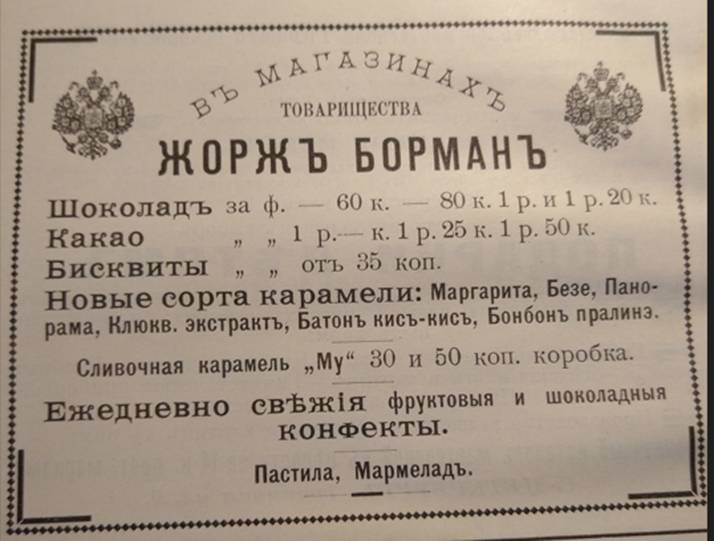 ВЪ МАГАЗИНАХЪ
ТОВАРИЩЕСТВА
ЖОРЖЪ БОРМАНЪ
Шоколадъ за ф. — 60 к. — 80 к. 1 р. и 1 р. 20 к.
Какао „ „ 1 р.— к. 1 р. 25 к. 1 р. 50 к.
Бисквиты „ „ отъ 35 коп.
Новые сорта карамели: Маргарита, Безе, Пано-
рама, Клюкв. экстрактъ, Батонъ кисъ-кисъ, Бонбонъ пралинэ.
Сливочная карамель „Му“ 30 и 50 коп. коробка.
Ежедневно свѣжія фруктовыя и шоколадныя
конфекты.
Пастила, Мармеладъ.